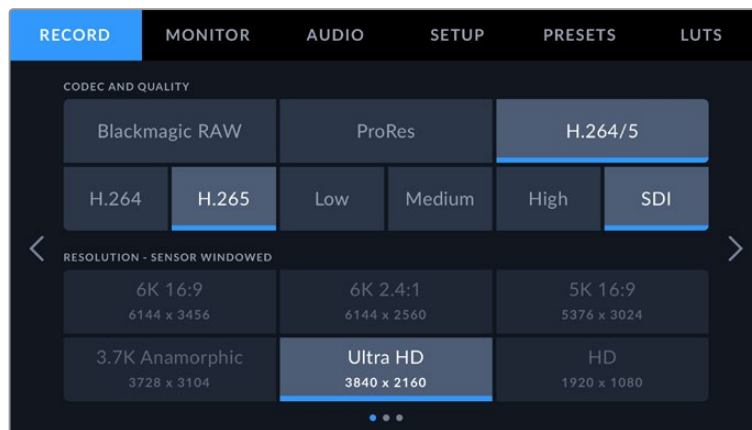 RECORD MONITOR AUDIO SETUP PRESETS LUTS
CODEC AND QUALITY
Blackmagic RAW ProRes H.264/5
H.264 H.265 Low Medium High SDI
RESOLUTION - SENSOR WINDOWED
6K 16:9 6K 2.4:1 5K 16:9
6144 x 3456 6144 x 2560 5376 x 3024
3.7K Anamorphic Ultra HD HD
3728 x 3104 3840 x 2160 1920 x 1080